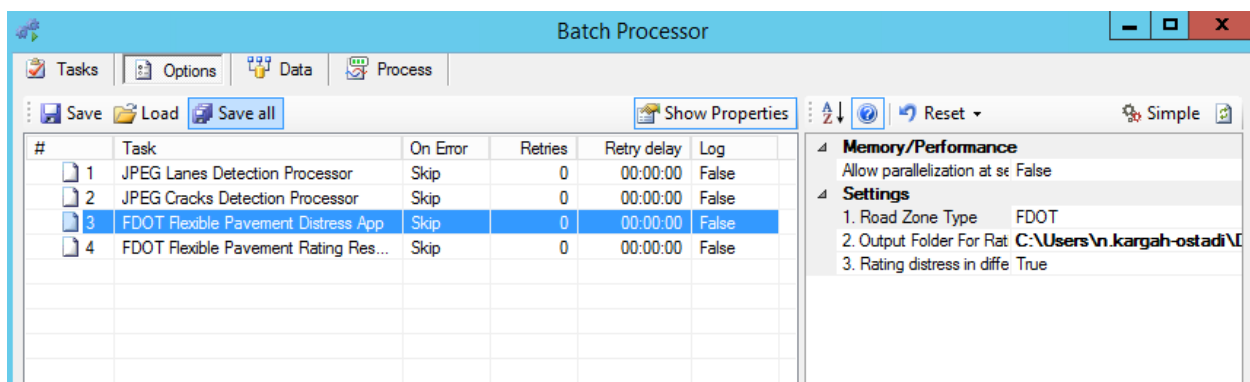 Batch Processor
Tasks Options Data Process
Save Load Save all Show Properties Reset Simple
# Task On Error Retries Retry delay Log
1 JPEG Lanes Detection Processor Skip 0 00:00:00 False
2 JPEG Cracks Detection Processor Skip 0 00:00:00 False
3 FDOT Flexible Pavement Distress App Skip 0 00:00:00 False
4 FDOT Flexible Pavement Rating Res... Skip 0 00:00:00 False
Memory/Performance
Allow parallelization at se False
Settings
1. Road Zone Type FDOT
2. Output Folder For Rat C:\Users\n.kargah-ostadi\D
3. Rating distress in diffe True